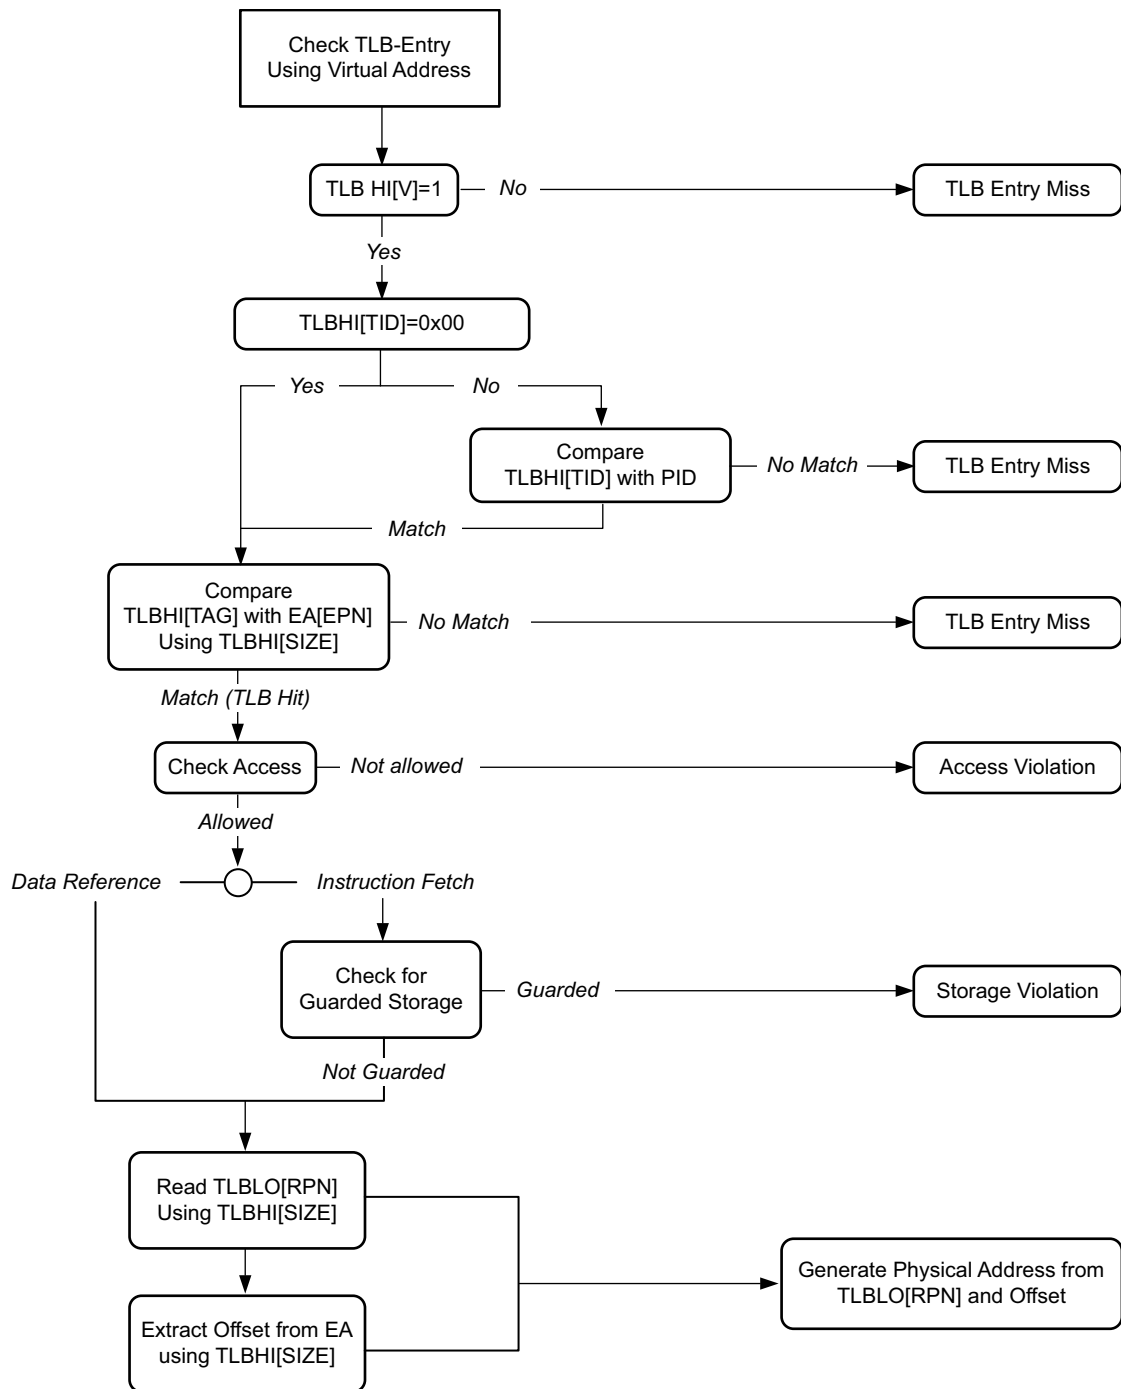 Check TLB-Entry
Using Virtual Address
TLB HI[V]=1
No
TLB Entry Miss
Yes
TLBHI[TID]=0x00
Yes
No
Compare
TLBHI[TID] with PID
No Match
TLB Entry Miss
Match
Compare
TLBHI[TAG] with EA[EPN]
Using TLBHI[SIZE]
No Match
TLB Entry Miss
Match (TLB Hit)
Check Access
Not allowed
Access Violation
Allowed
Data Reference
Instruction Fetch
Check for
Guarded Storage
Guarded
Storage Violation
Not Guarded
Read TLBLO[RPN]
Using TLBHI[SIZE]
Generate Physical Address from
TLBLO[RPN] and Offset
Extract Offset from EA
using TLBHI[SIZE]